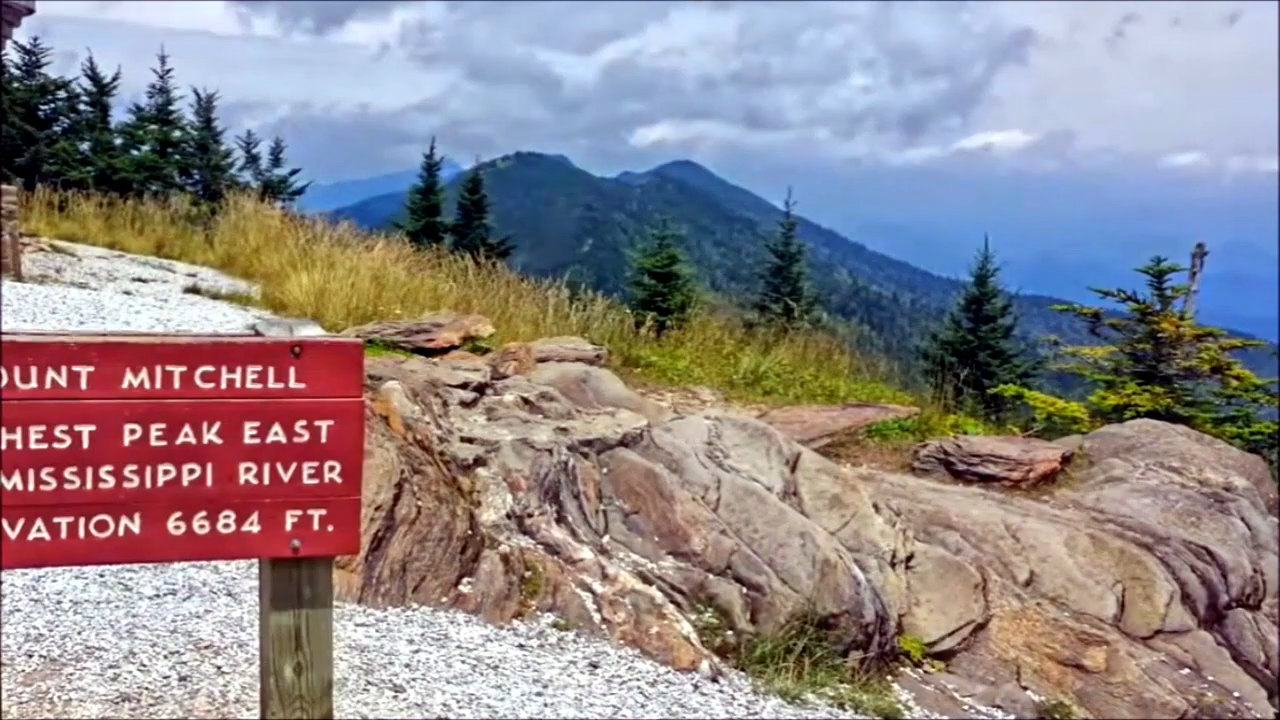 OUNT MITCHELL
HEST PEAK EAST
MISSISSIPPI RIVER
VATION 6684 FT.